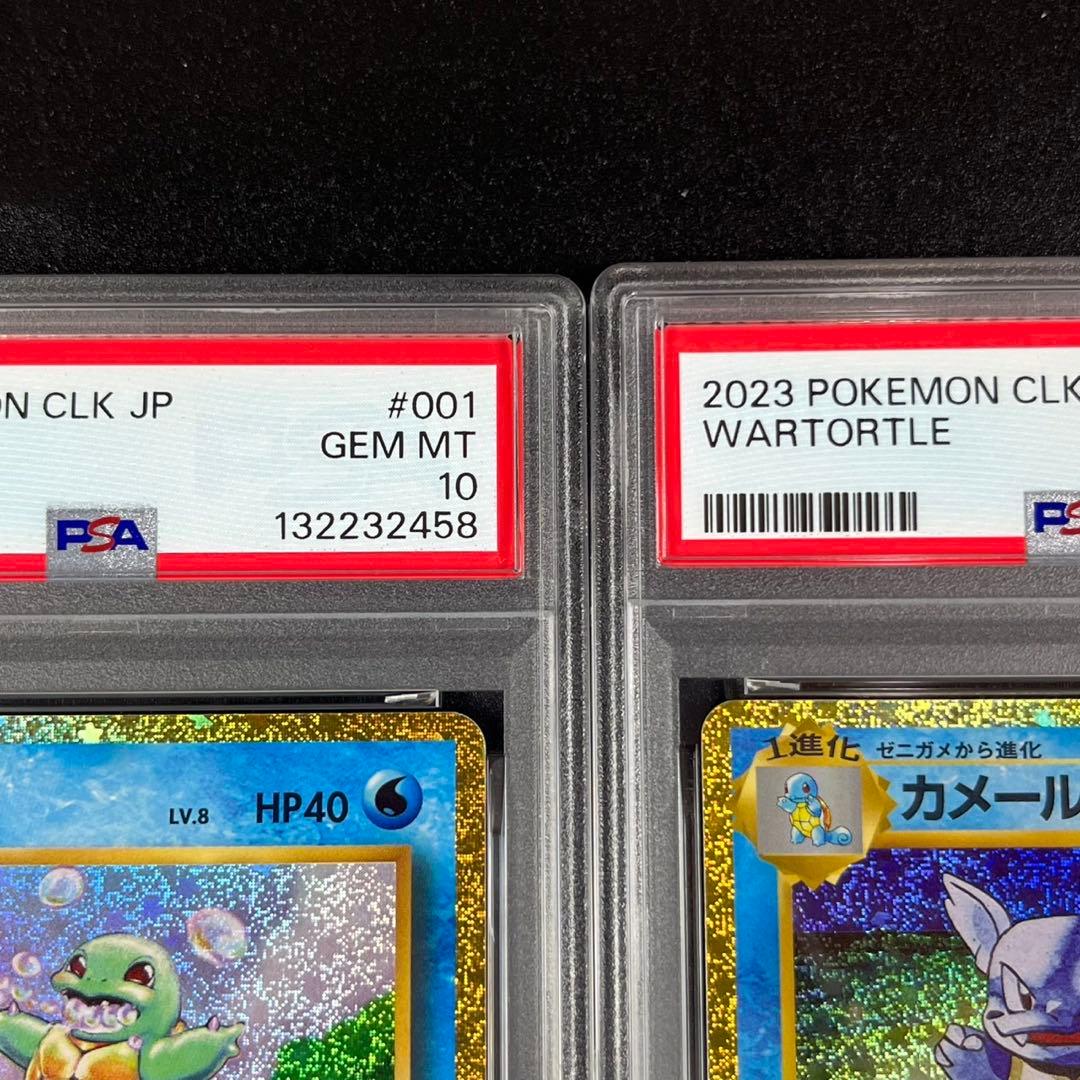 ON CLK JP #001
GEM MT
10
PSA 132232458
2023 POKEMON CLK
WARTORTLE
PS
LV.8 HP40
1進化 ゼニガメから進化
カメール